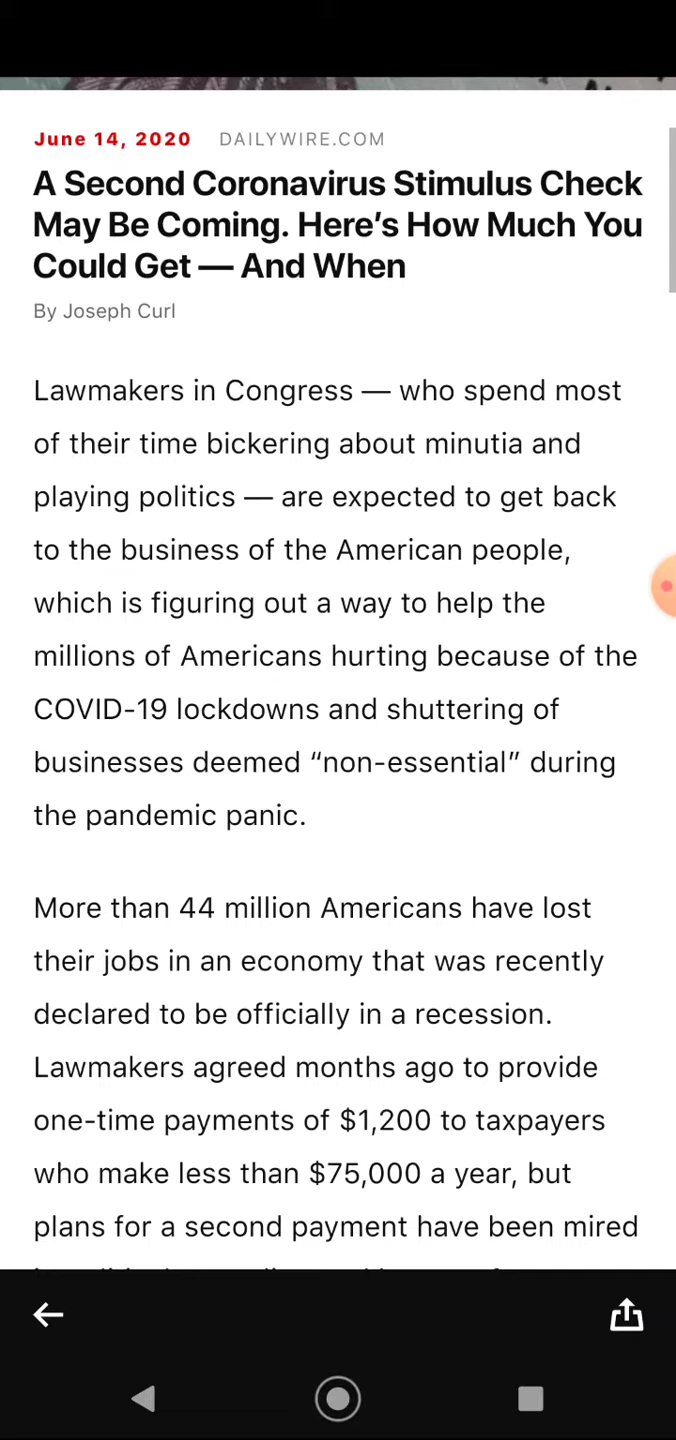 June 14, 2020 DAILYWIRE.COM
A Second Coronavirus Stimulus Check
May Be Coming. Here's How Much You
Could Get — And When
By Joseph Curl
Lawmakers in Congress — who spend most
of their time bickering about minutia and
playing politics — are expected to get back
to the business of the American people,
which is figuring out a way to help the
millions of Americans hurting because of the
COVID-19 lockdowns and shuttering of
businesses deemed “non-essential” during
the pandemic panic.
More than 44 million Americans have lost
their jobs in an economy that was recently
declared to be officially in a recession.
Lawmakers agreed months ago to provide
one-time payments of $1,200 to taxpayers
who make less than $75,000 a year, but
plans for a second payment have been mired